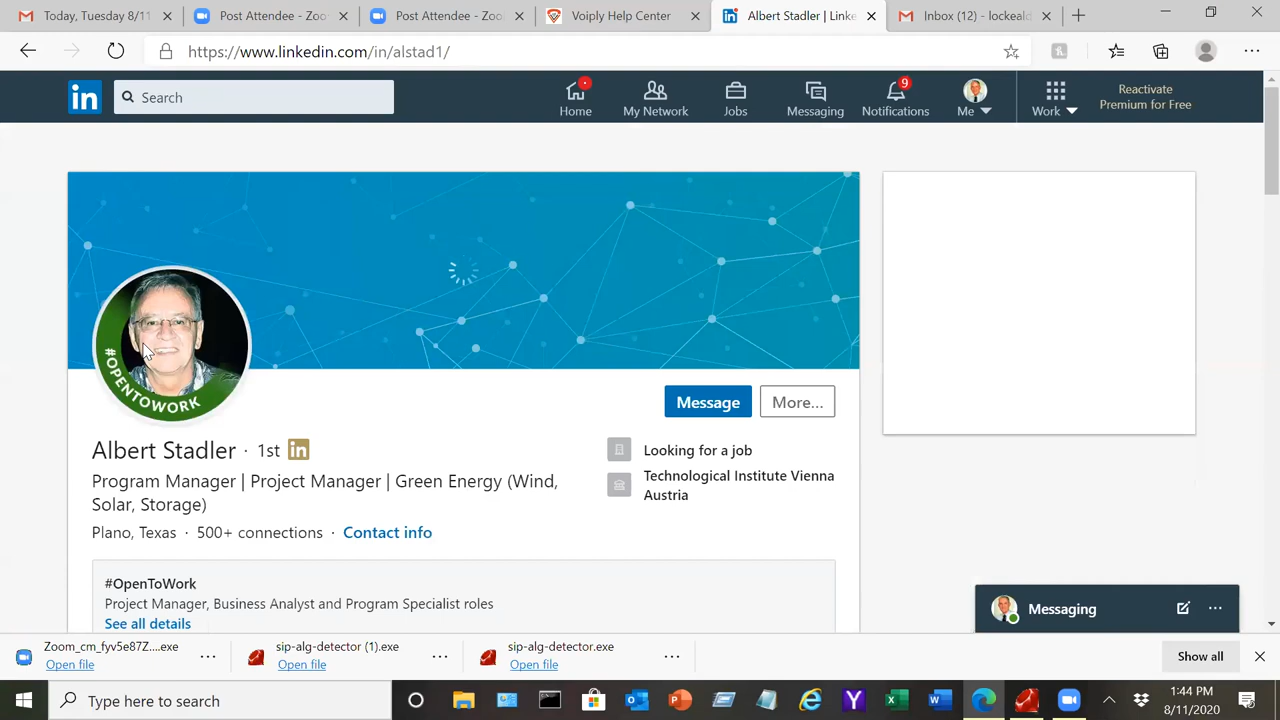 Today, Tuesday 8/11
Post Attendee - Zoo
Post Attendee - Zoo
Voiply Help Center
Albert Stadler | Linke
Inbox (12) - lockeald
https://www.linkedin.com/in/alstad1/
in
Search
Home
My Network
Jobs
Messaging
9
Notifications
Me
Work
Reactivate
Premium for Free
#OPENTOWORK
Message
More...
Albert Stadler · 1st in
Program Manager | Project Manager | Green Energy (Wind,
Solar, Storage)
Plano, Texas · 500+ connections · Contact info
Looking for a job
Technological Institute Vienna
Austria
#OpenToWork
Project Manager, Business Analyst and Program Specialist roles
See all details
Messaging
Zoom_cm_fyv5e87Z....exe
Open file
sip-alg-detector (1).exe
Open file
sip-alg-detector.exe
Open file
Show all
Type here to search
1:44 PM
8/11/2020